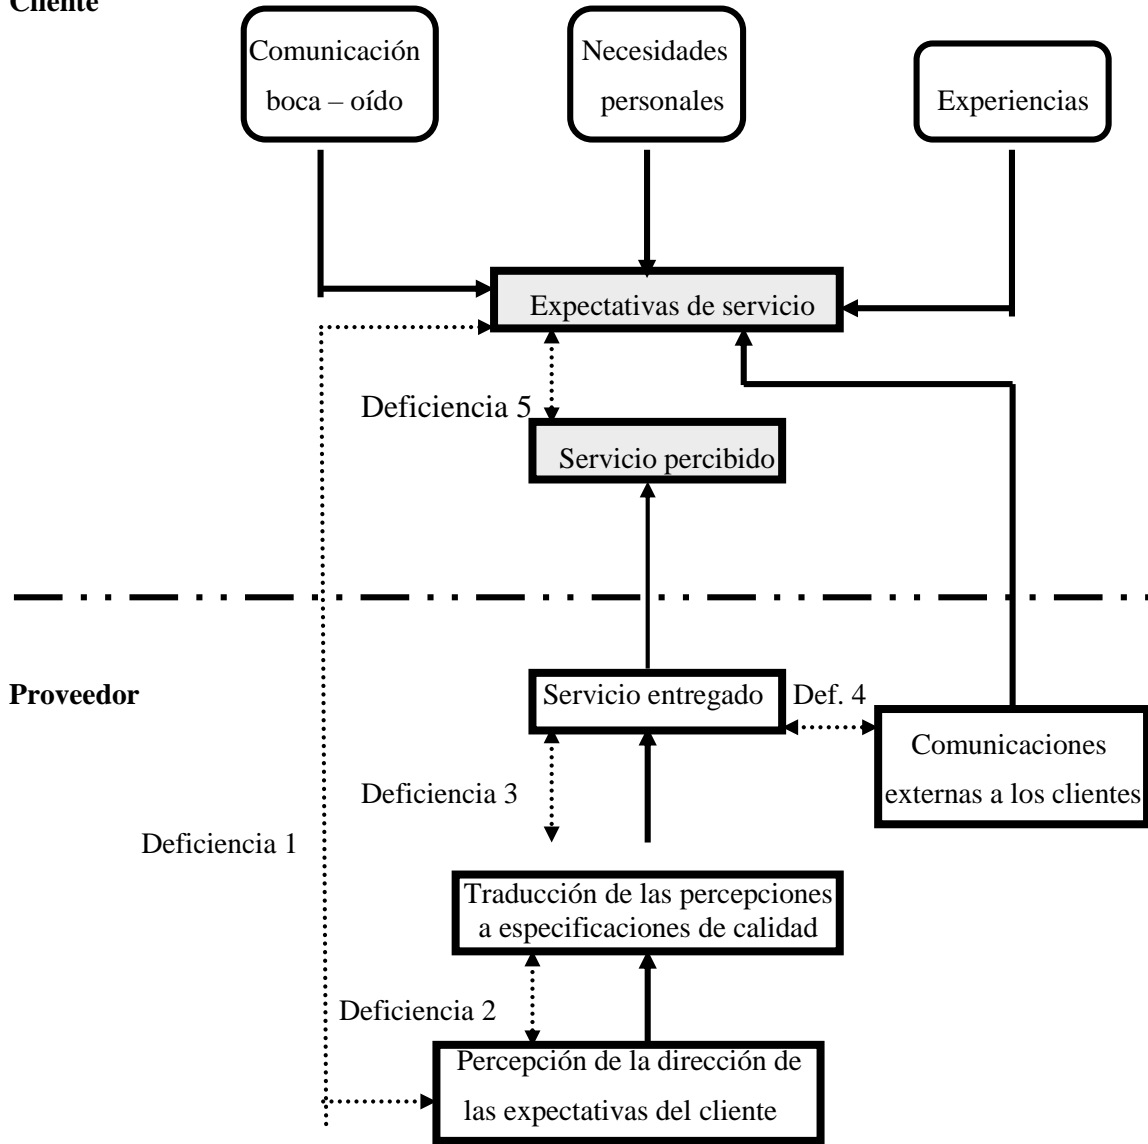 Cliente
Comunicación
boca – oído
Necesidades
personales
Experiencias
Expectativas de servicio
Deficiencia 5
Servicio percibido
Proveedor
Servicio entregado
Def. 4
Comunicaciones
externas a los clientes
Deficiencia 3
Deficiencia 1
Traducción de las percepciones
a especificaciones de calidad
Deficiencia 2
Percepción de la dirección de
las expectativas del cliente